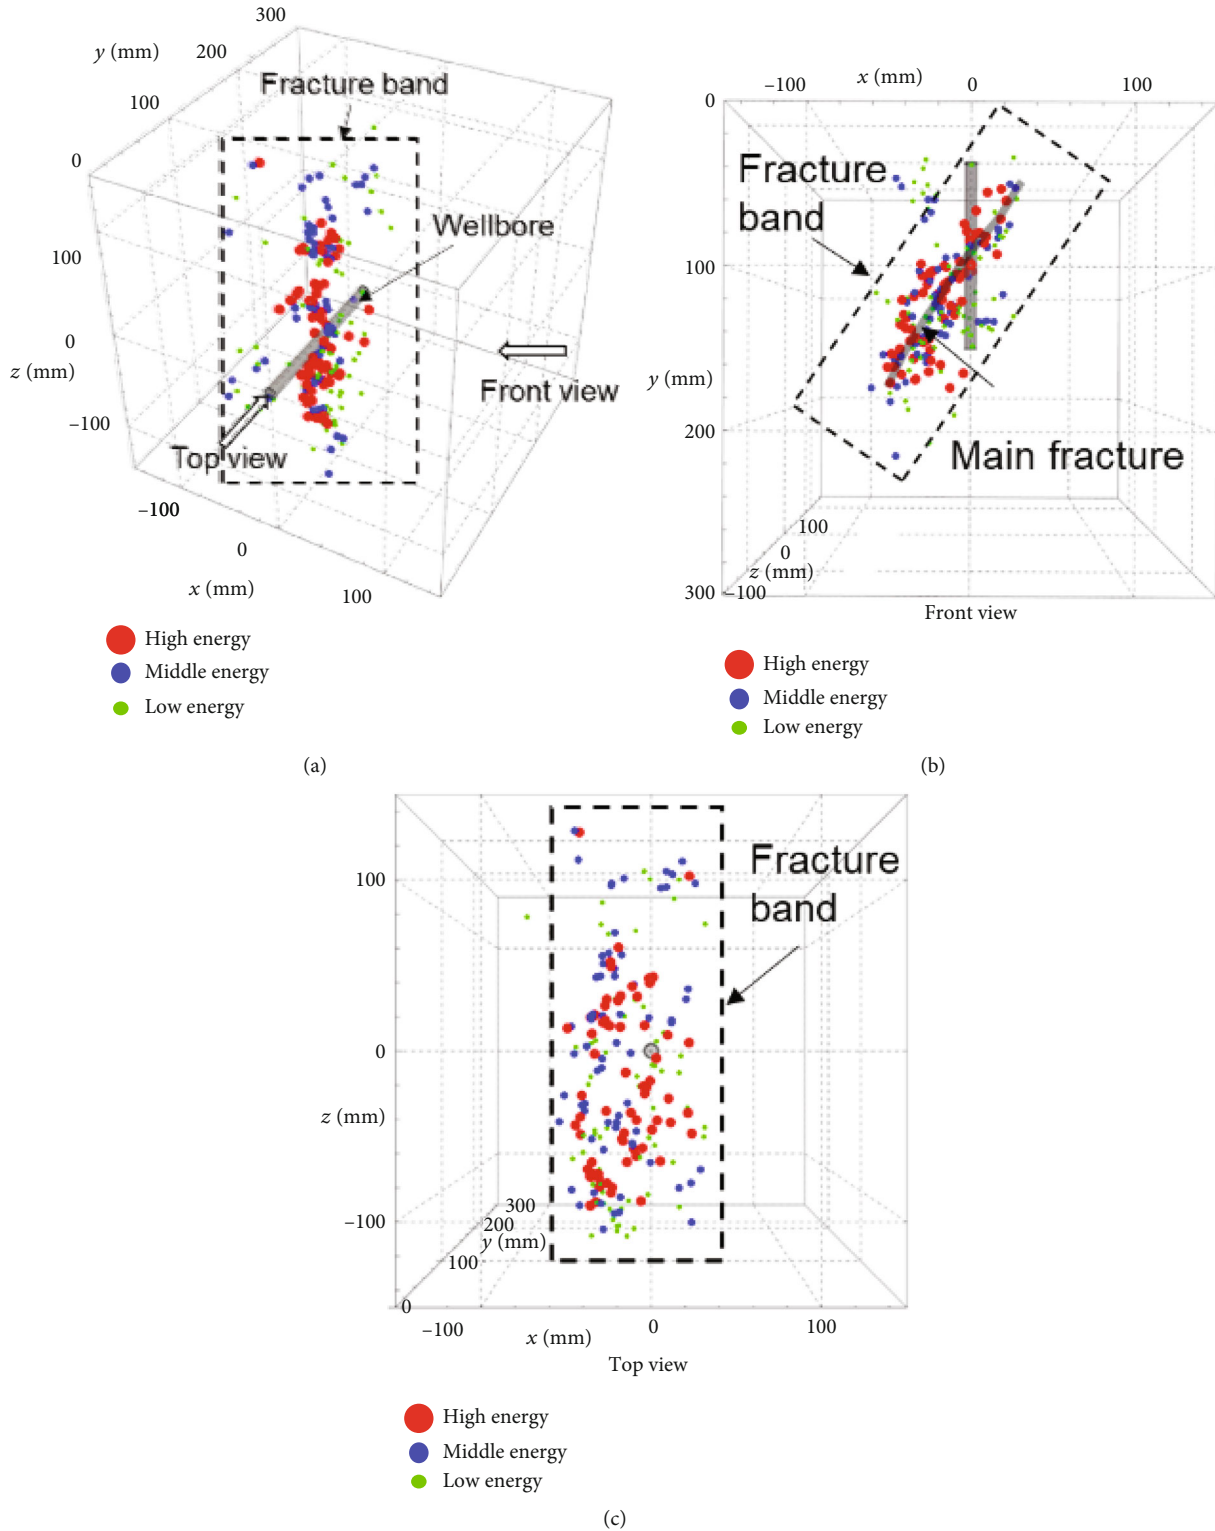 300
y (mm)
200
100
0
Fracture band
Wellbore
100
0
z (mm)
−100
Front view
Top view
−100
0
x (mm)
100
High energy
Middle energy
Low energy
(a)
x (mm)
−100
0
100
0
Fracture
band
100
y (mm)
200
Main fracture
100
0
z (mm)
300
−100
Front view
High energy
Middle energy
Low energy
(b)
Fracture
band
100
0
z (mm)
−100
300
200
y (mm)
100
0
−100
x (mm)
0
100
Top view
High energy
Middle energy
Low energy
(c)